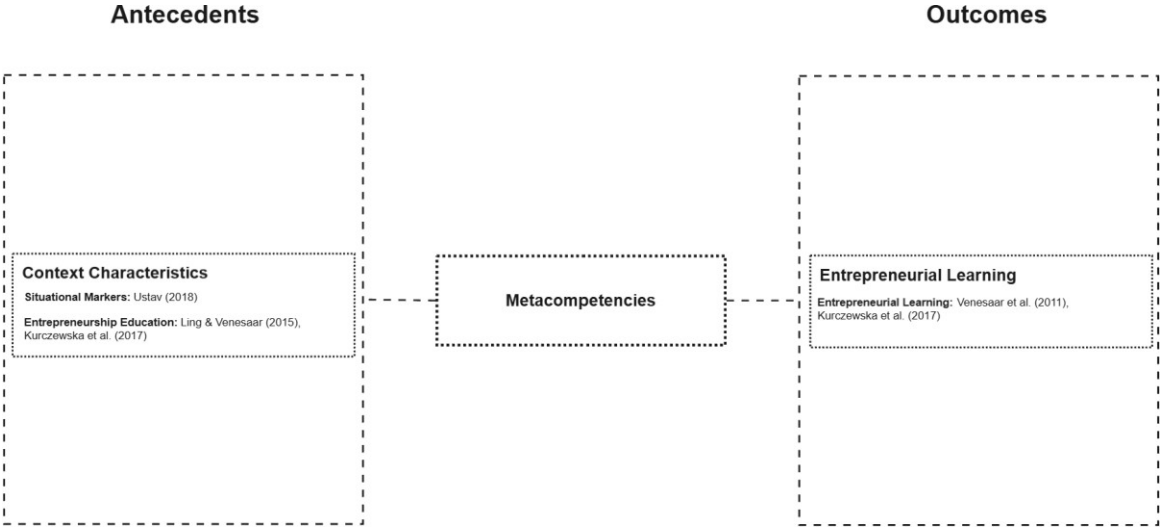 Antecedents
Outcomes
Context Characteristics
Situational Markers: Ustav (2018)
Entrepreneurship Education: Ling & Venesaar (2015),
Kurczewska et al. (2017)
Metacompetencies
Entrepreneurial Learning
Entrepreneurial Learning: Venesaar et al. (2011),
Kurczewska et al. (2017)